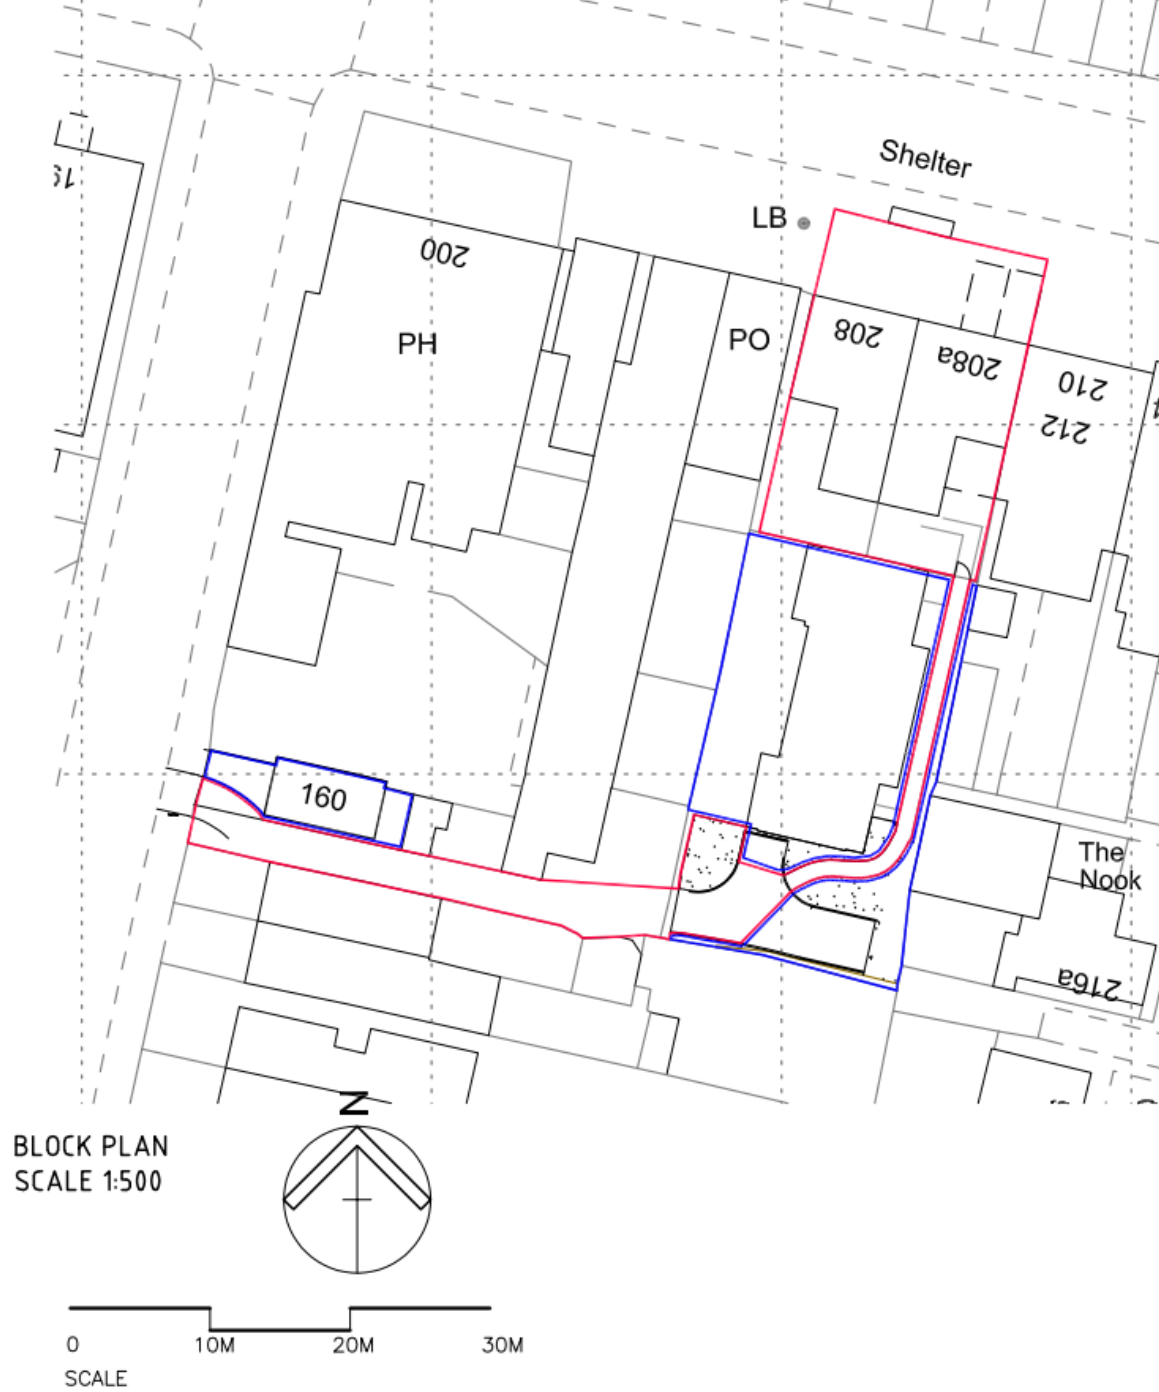 Shelter
LB
200
PH
PO
208
208a
210
212
160
The
Nook
216a
N
BLOCK PLAN
SCALE 1:500
0 10M 20M 30M
SCALE